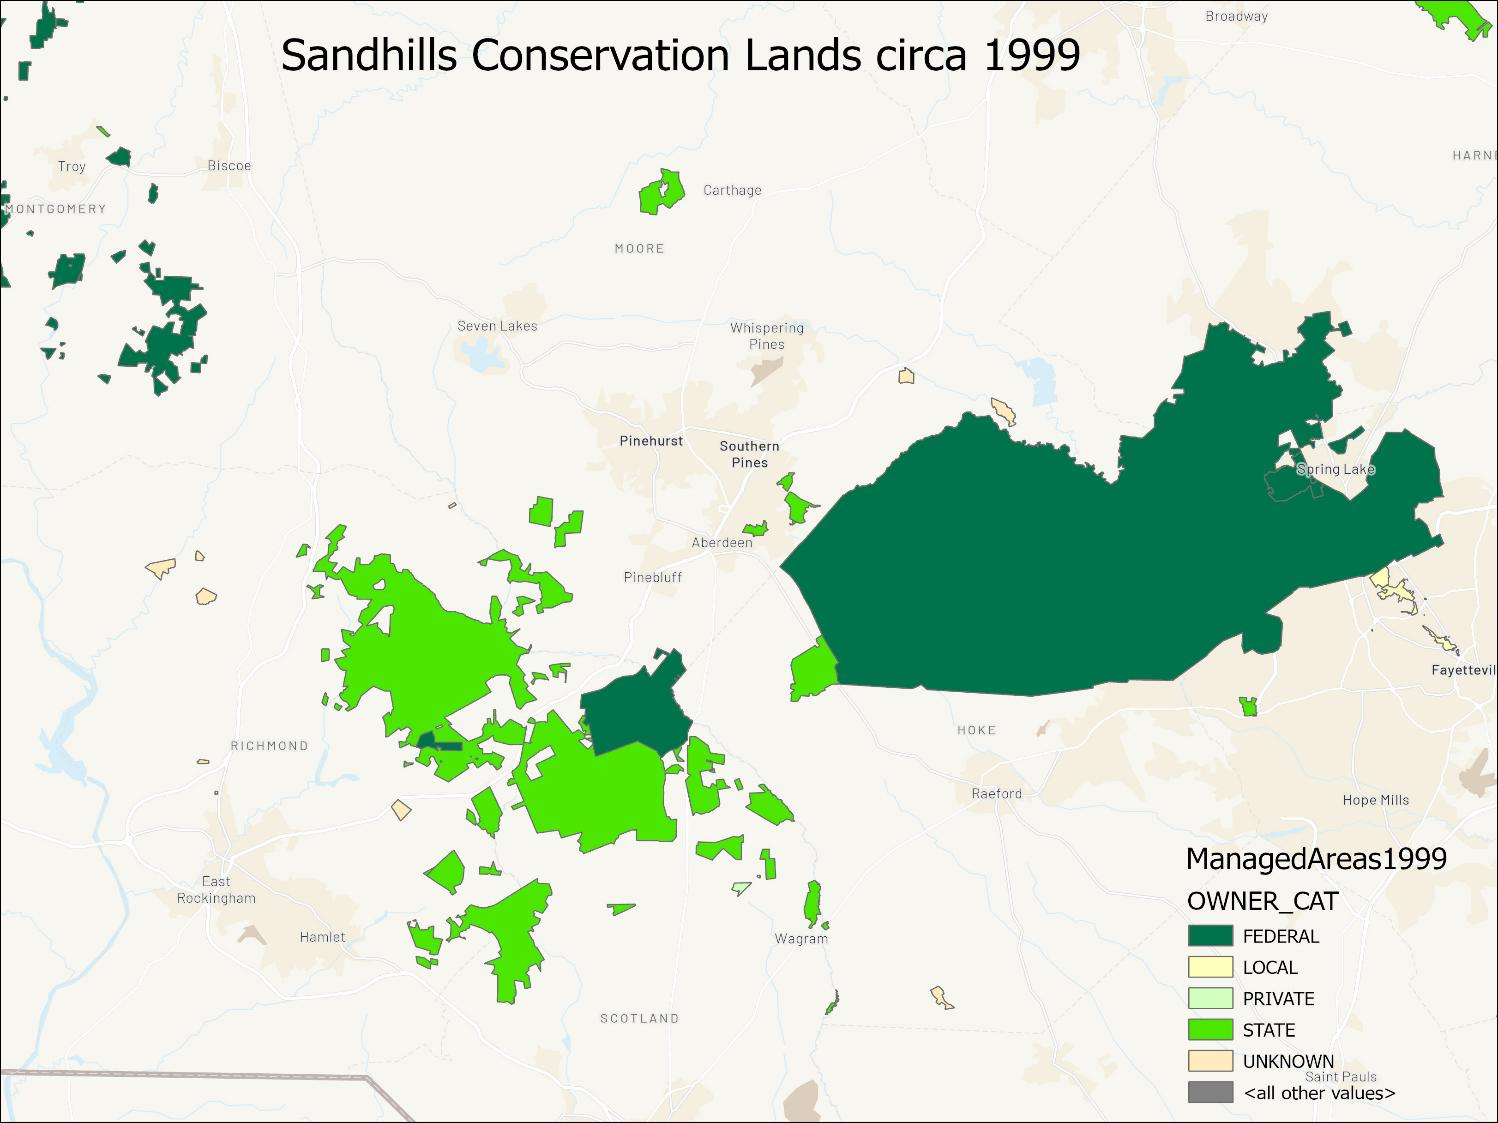 Broadway
Sandhills Conservation Lands circa 1999
Troy
Biscoe
Carthage
MONTGOMERY
MOORE
Seven Lakes
Whispering
Pines
Pinehurst
Southern
Pines
Spring Lake
Aberdeen
Pinebluff
RICHMOND
HOKE
Raeford
Hope Mills
East
Rockingham
Hamlet
Wagram
SCOTLAND
ManagedAreas1999
OWNER_CAT
FEDERAL
LOCAL
PRIVATE
STATE
UNKNOWN
Saint Pauls
<all other values>